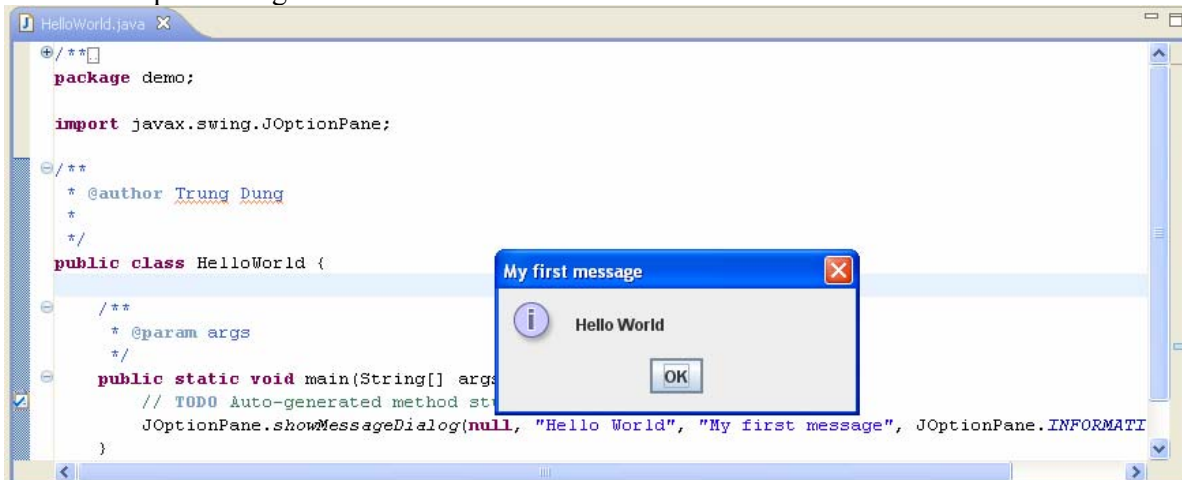 HelloWorld.java
/**
package demo;
import javax.swing.JOptionPane;
/**
* @author Trung Dung
*
*/
public class HelloWorld {
/**
* @param args
*/
public static void main(String[] args
// TODO Auto-generated method st
JOptionPane.showMessageDialog(null, "Hello World", "My first message", JOptionPane.INFORMATI
}
My first message
i
Hello World
OK